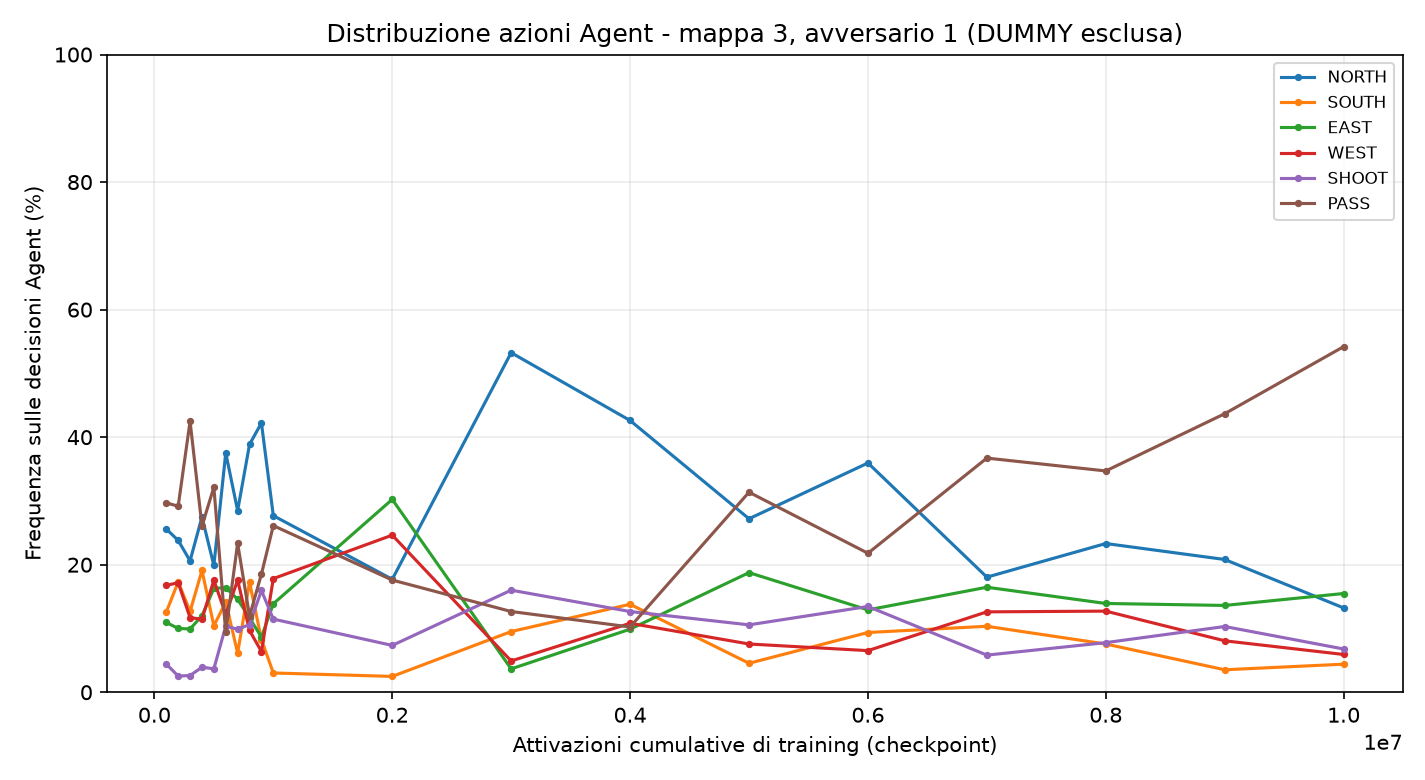 Distribuzione azioni Agent - mappa 3, avversario 1 (DUMMY esclusa)
100
80
60
40
20
0
Frequenza sulle decisioni Agent (%)
NORTH
SOUTH
EAST
WEST
SHOOT
PASS
0.0 0.2 0.4 0.6 0.8 1.0
1e7
Attivazioni cumulative di training (checkpoint)